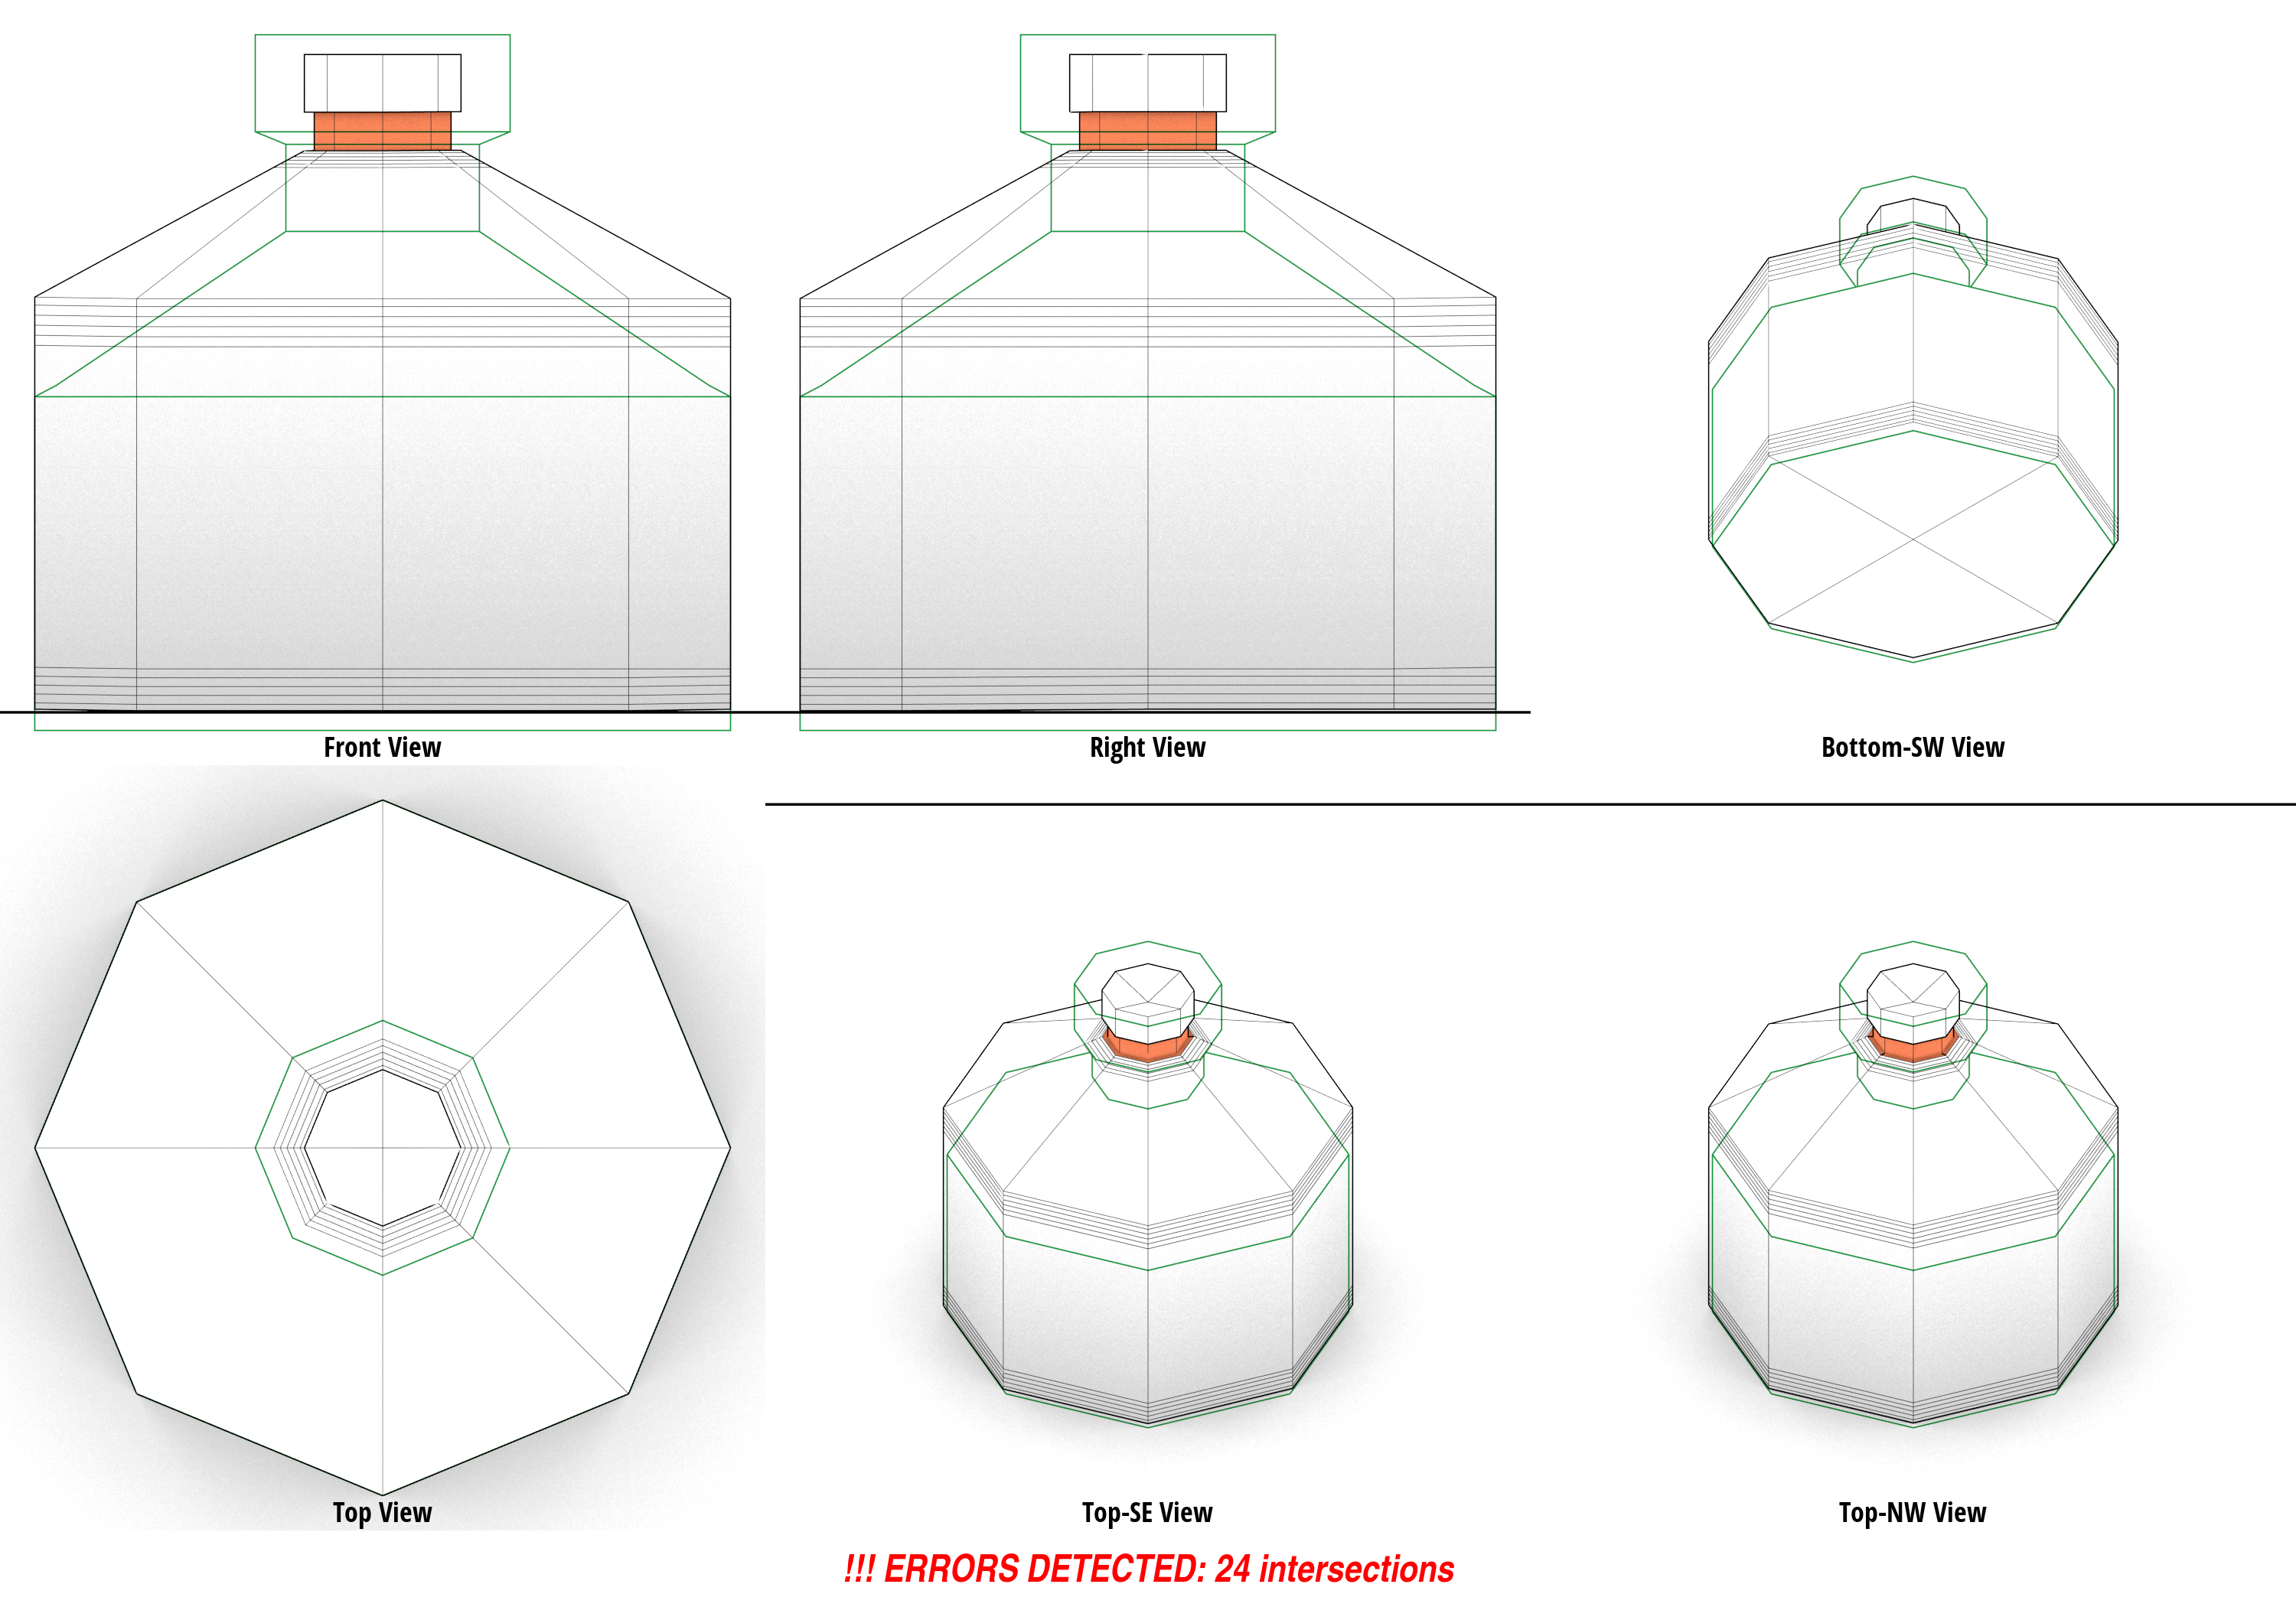 Front View
Right View
Bottom-SW View
Top View
Top-SE View
Top-NW View
!!! ERRORS DETECTED: 24 intersections